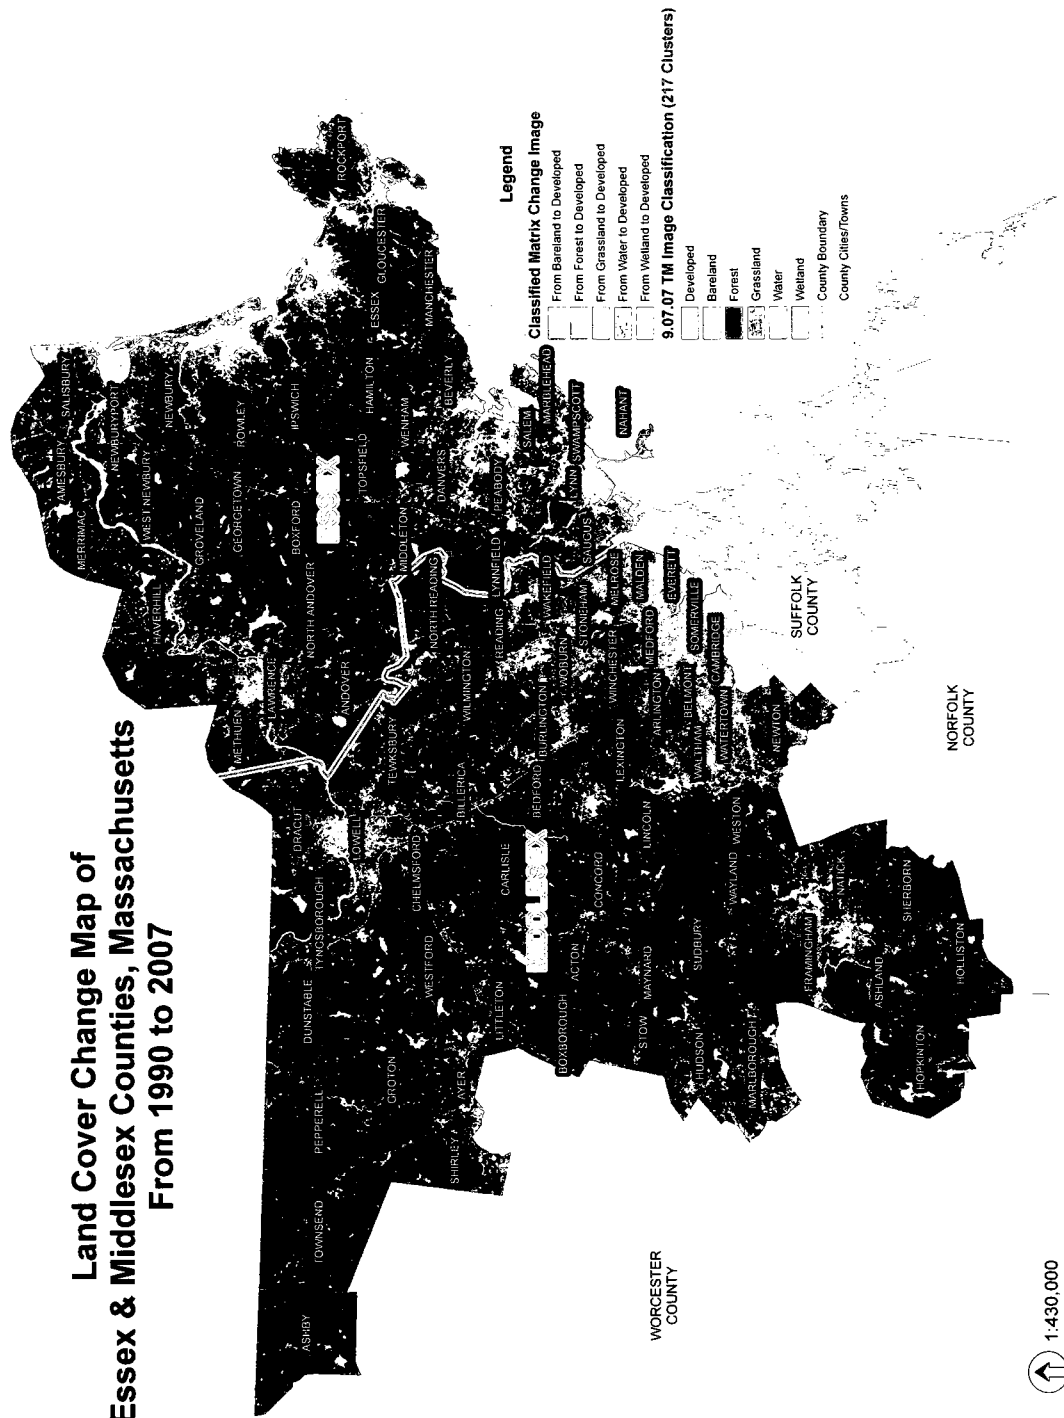 Land Cover Change Map of
Essex & Middlesex Counties, Massachusetts
From 1990 to 2007
ROCKPORT
GLOUCESTER
ESSEX
MANCHESTER
SALISBURY
AMESBURY
NEWBURYPORT
MERRIMAC
WEST NEWBURY
NEWBURY
HAVERHILL
GROVELAND
ROWLEY
GEORGETOWN
IPSWICH
BOXFORD
ESSEX
HAMILTON
TOPSFIELD
WENHAM
BEVERLY
DANVERS
MIDDLETON
NORTH ANDOVER
METHUEN
LAWRENCE
ANDOVER
NORTH READING
LYNNFIELD
PEABODY
SALEM
MARBLEHEAD
SWAMPSCOTT
LYNN
NAHANT
SAUGUS
READING
WAKEFIELD
STONEHAM
MELROSE
MALDEN
EVERETT
WILMINGTON
TEWKSBURY
WOBURN
BURLINGTON
WINCHESTER
MEDFORD
SOMERVILLE
CAMBRIDGE
ARLINGTON
BELMONT
WATERTOWN
WALTHAM
LEXINGTON
NEWTON
BILLERICA
BEDFORD
DRACUT
LOWELL
CHELMSFORD
CARLISLE
MIDDLESEX
CONCORD
LINCOLN
WESTON
WAYLAND
TYNGSBOROUGH
WESTFORD
ACTON
MAYNARD
SUDBURY
FRAMINGHAM
NATICK
SHERBORN
ASHLAND
HOLLISTON
HOPKINTON
DUNSTABLE
LITTLETON
BOXBOROUGH
STOW
HUDSON
MARLBOROUGH
GROTON
AYER
SHIRLEY
PEPPERELL
TOWNSEND
ASHBY
Legend
Classified Matrix Change Image
From Bareland to Developed
From Forest to Developed
From Grassland to Developed
From Water to Developed
From Wetland to Developed
9.07.07 TM Image Classification (217 Clusters)
Developed
Bareland
Forest
Grassland
Water
Wetland
County Boundary
County Cities/Towns
SUFFOLK
COUNTY
NORFOLK
COUNTY
WORCESTER
COUNTY
1:430,000